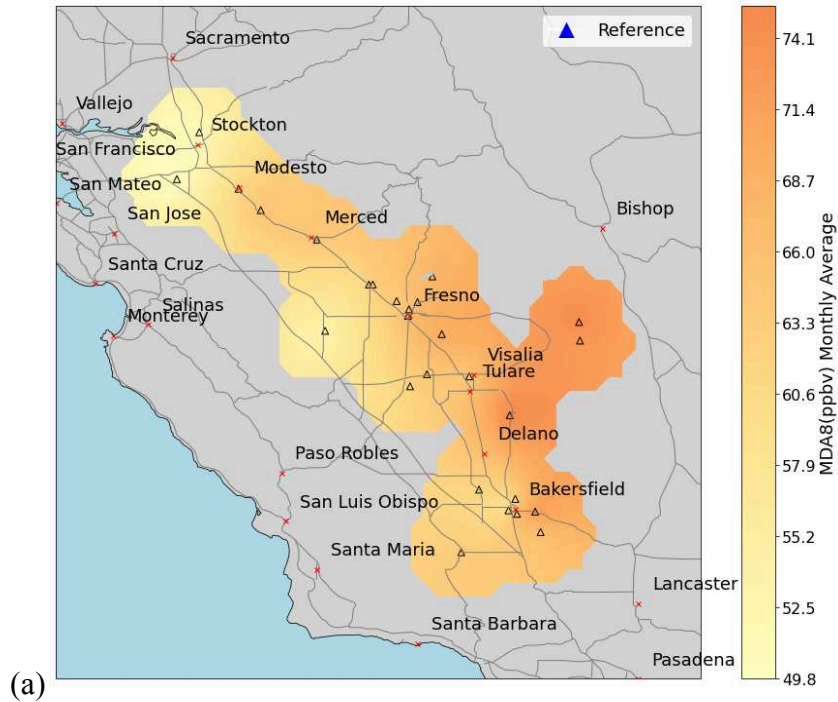 Sacramento
Reference
Vallejo
Stockton
San Francisco
Modesto
San Mateo
San Jose
Merced
Bishop
Santa Cruz
Salinas
Monterey
Fresno
Visalia
Tulare
Delano
Paso Robles
San Luis Obispo
Bakersfield
Santa Maria
Lancaster
Santa Barbara
Pasadena
(a)
74.1
71.4
68.7
66.0
63.3
60.6
57.9
55.2
52.5
49.8
MDA8(ppbv) Monthly Average